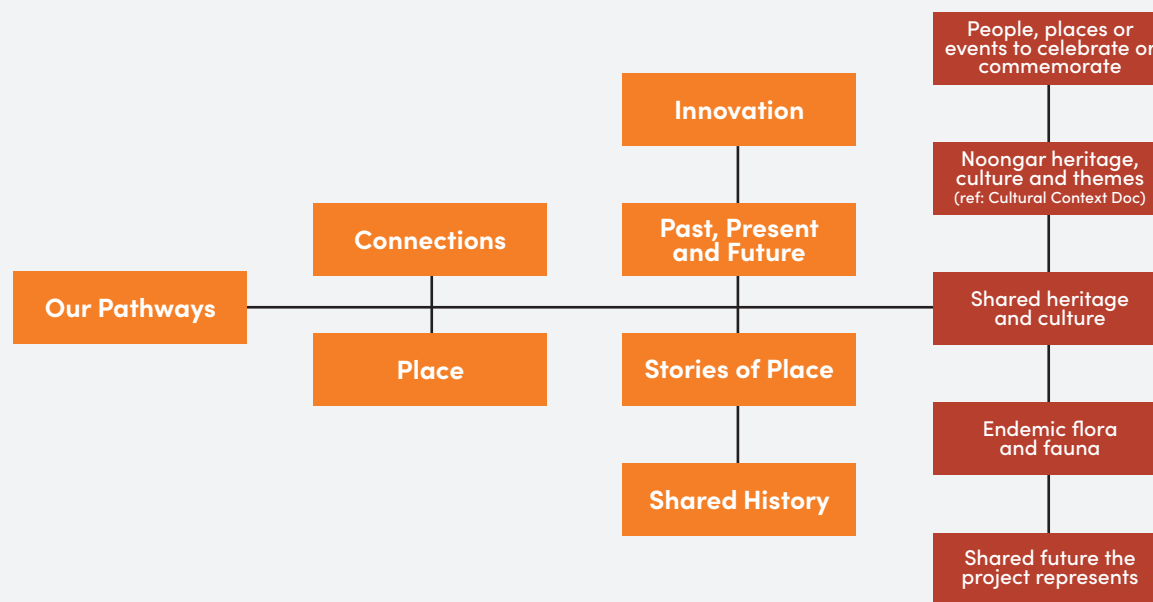 Our Pathways
Connections
Place
Innovation
Past, Present
and Future
Stories of Place
Shared History
People, places or
events to celebrate or
commemorate
Noongar heritage,
culture and themes
(ref: Cultural Context Doc)
Shared heritage
and culture
Endemic flora
and fauna
Shared future the
project represents